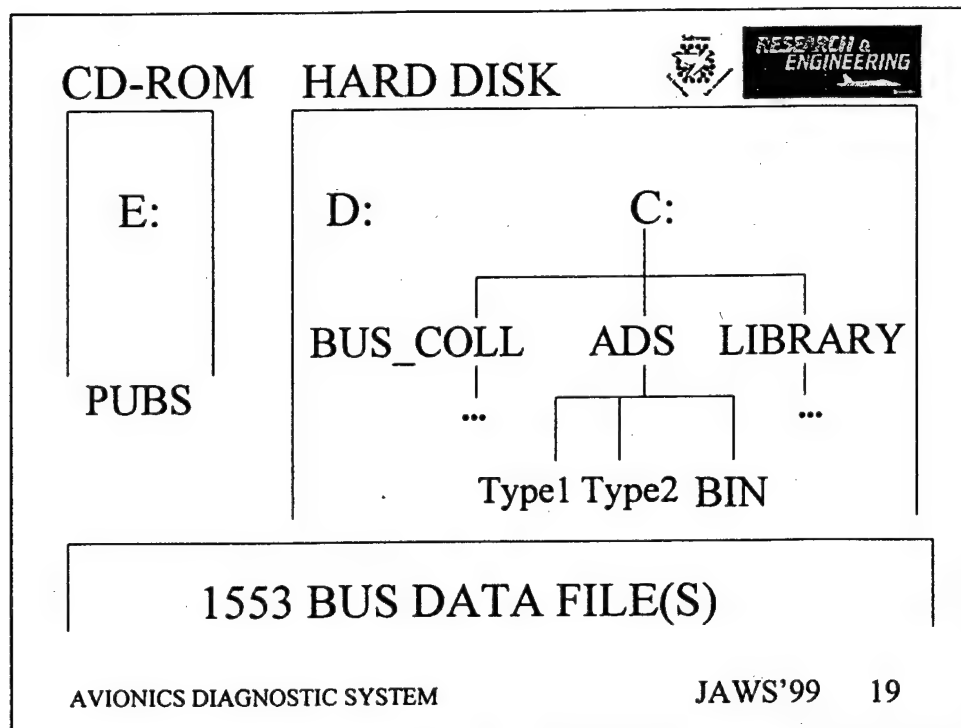 RESEARCH &
ENGINEERING
CD-ROM HARD DISK
E: D: C:
BUS_COLL ADS LIBRARY
PUBS ... ...
Type1 Type2 BIN
1553 BUS DATA FILE(S)
AVIONICS DIAGNOSTIC SYSTEM JAWS'99 19